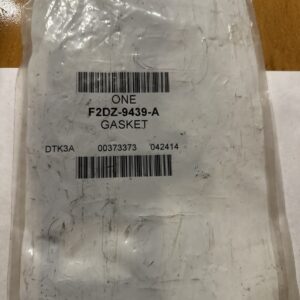 ONE
F2DZ-9439-A
GASKET
DTK3A 00373373 042414